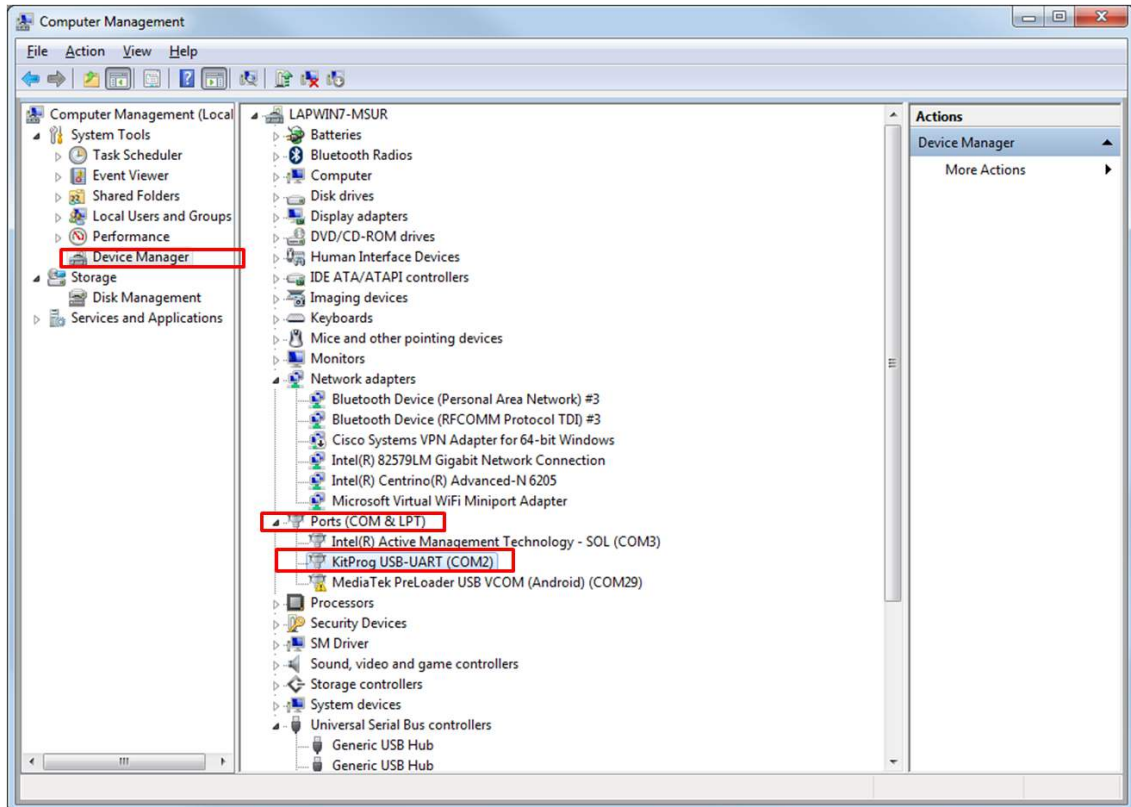 Computer Management
File Action View Help
Computer Management (Local
System Tools
Task Scheduler
Event Viewer
Shared Folders
Local Users and Groups
Performance
Device Manager
Storage
Disk Management
Services and Applications
LAPWIN7-MSUR
Batteries
Bluetooth Radios
Computer
Disk drives
Display adapters
DVD/CD-ROM drives
Human Interface Devices
IDE ATA/ATAPI controllers
Imaging devices
Keyboards
Mice and other pointing devices
Monitors
Network adapters
Bluetooth Device (Personal Area Network) #3
Bluetooth Device (RFCOMM Protocol TDI) #3
Cisco Systems VPN Adapter for 64-bit Windows
Intel(R) 82579LM Gigabit Network Connection
Intel(R) Centrino(R) Advanced-N 6205
Microsoft Virtual WiFi Miniport Adapter
Ports (COM & LPT)
Intel(R) Active Management Technology - SOL (COM3)
KitProg USB-UART (COM2)
MediaTek PreLoader USB VCOM (Android) (COM29)
Processors
Security Devices
SM Driver
Sound, video and game controllers
Storage controllers
System devices
Universal Serial Bus controllers
Generic USB Hub
Generic USB Hub
Actions
Device Manager
More Actions